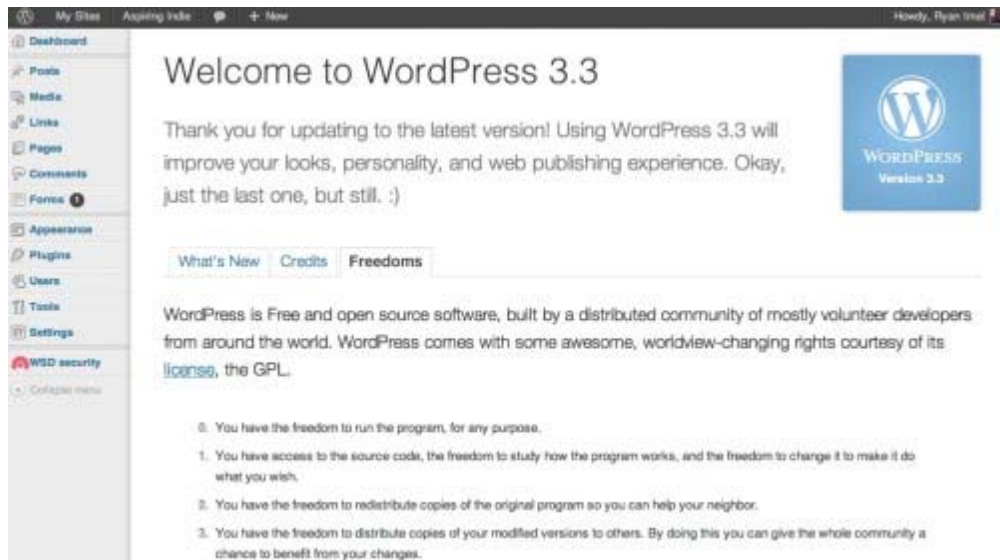 My Sites Aspiring Indie + New Howdy, Ryan Imel
Dashboard
Posts
Media
Links
Pages
Comments
Forms 1
Appearance
Plugins
Users
Tools
Settings
WSD security
Collapse menu
Welcome to WordPress 3.3
Thank you for updating to the latest version! Using WordPress 3.3 will
improve your looks, personality, and web publishing experience. Okay,
just the last one, but still. :)
WORDPRESS
Version 3.3
What's New Credits Freedoms
WordPress is Free and open source software, built by a distributed community of mostly volunteer developers
from around the world. WordPress comes with some awesome, worldview-changing rights courtesy of its
license, the GPL.
0. You have the freedom to run the program, for any purpose.
1. You have access to the source code, the freedom to study how the program works, and the freedom to change it to make it do
what you wish.
2. You have the freedom to redistribute copies of the original program so you can help your neighbor.
3. You have the freedom to distribute copies of your modified versions to others. By doing this you can give the whole community a
chance to benefit from your changes.